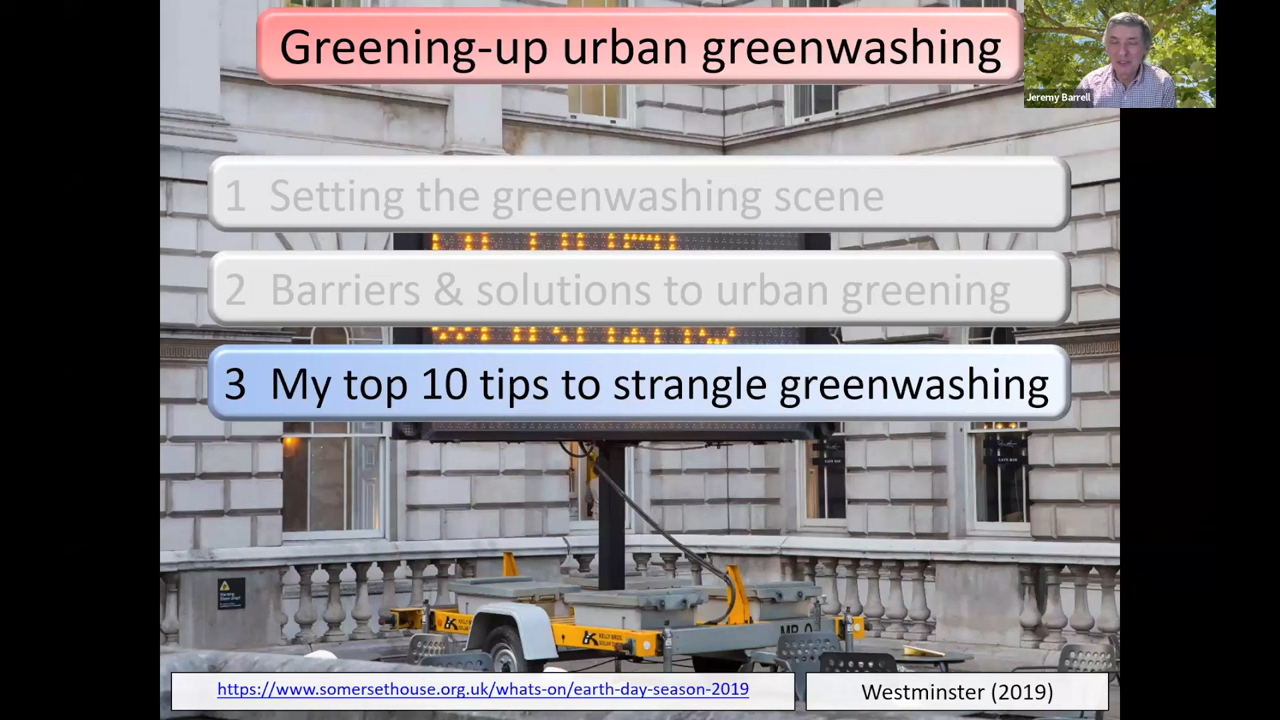 Greening-up urban greenwashing
Jeremy Barrell
1 Setting the greenwashing scene
2 Barriers & solutions to urban greening
3 My top 10 tips to strangle greenwashing
KELLY BROS
https://www.somersethouse.org.uk/whats-on/earth-day-season-2019
Westminster (2019)